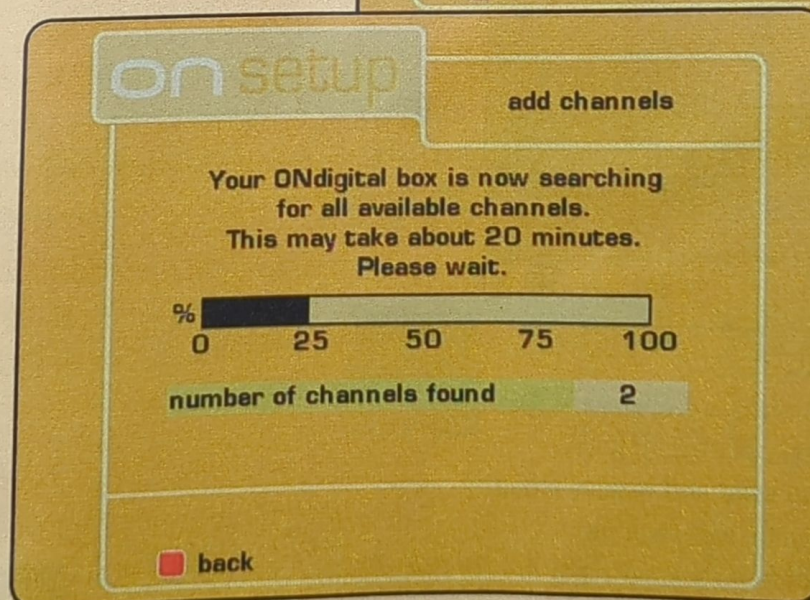 on setup
add channels
Your ONdigital box is now searching
for all available channels.
This may take about 20 minutes.
Please wait.
%
0 25 50 75 100
number of channels found 2
back